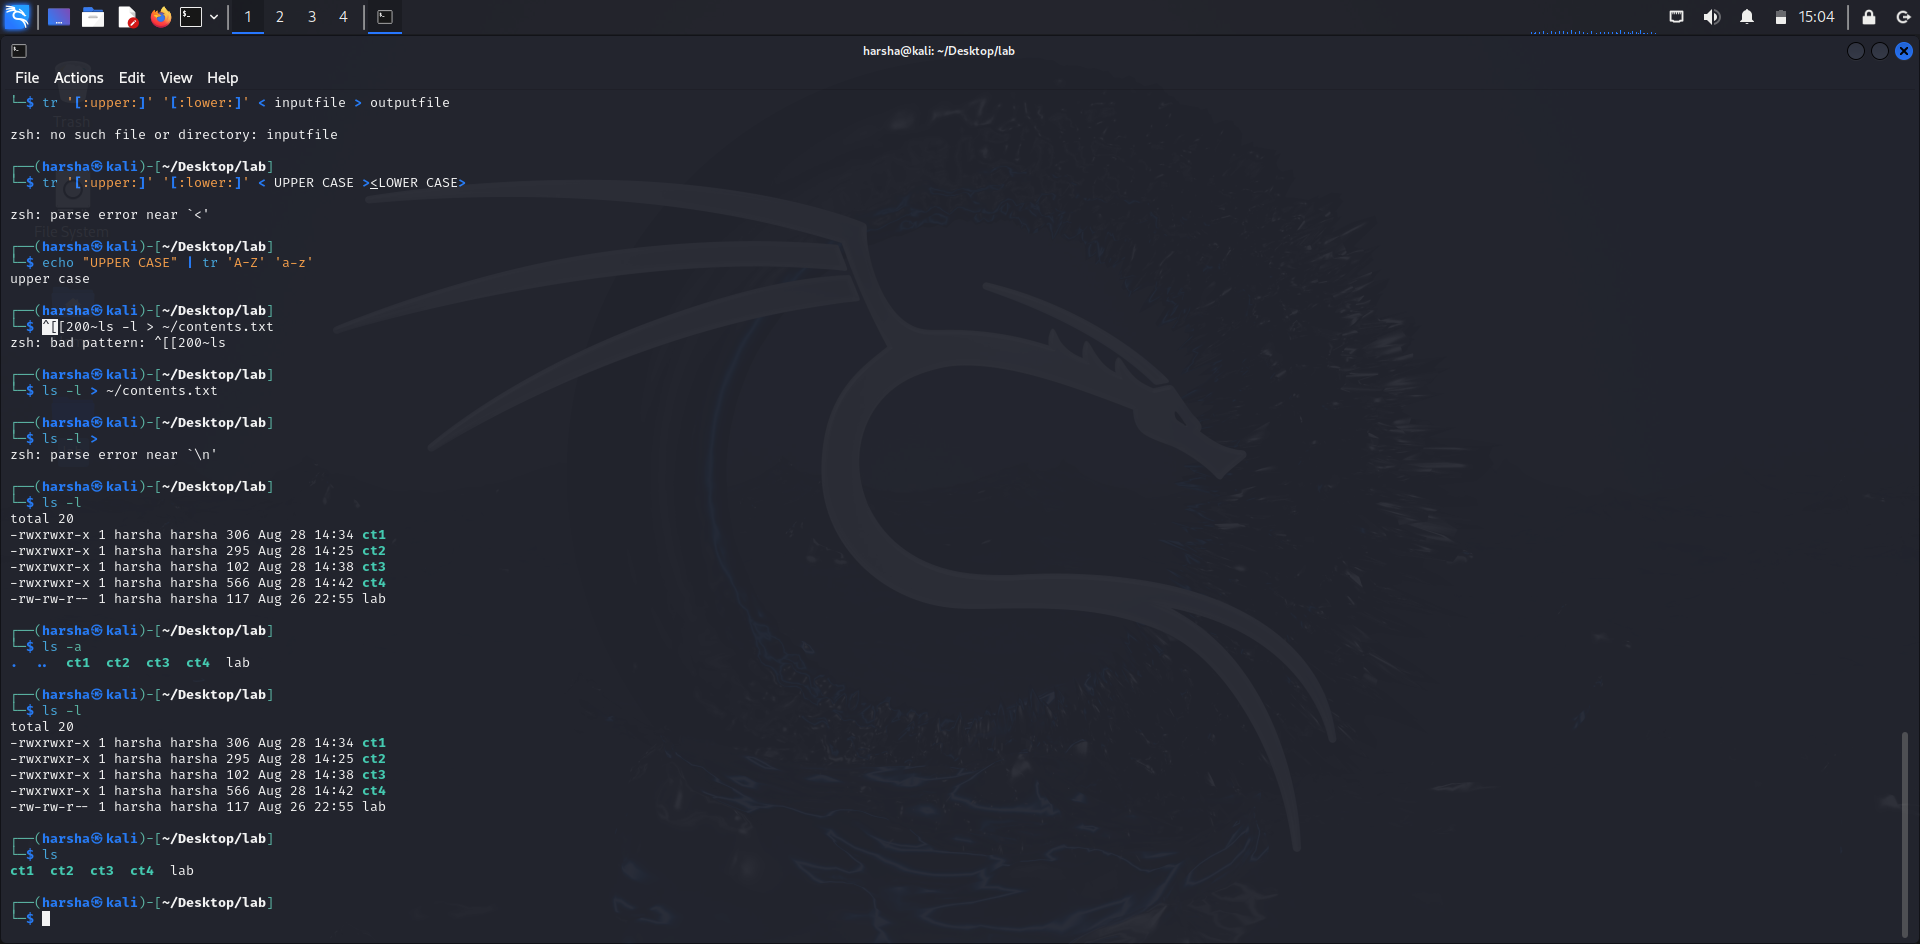 1 2 3 4
15:04
harsha@kali: ~/Desktop/lab
File Actions Edit View Help
└─$ tr '[:upper:]' '[:lower:]' < inputfile > outputfile
Trash
zsh: no such file or directory: inputfile
┌──(harsha㉿kali)-[~/Desktop/lab]
└─$ tr '[:upper:]' '[:lower:]' < UPPER CASE ><LOWER CASE>
zsh: parse error near `<'
File System
┌──(harsha㉿kali)-[~/Desktop/lab]
└─$ echo "UPPER CASE" | tr 'A-Z' 'a-z'
upper case
┌──(harsha㉿kali)-[~/Desktop/lab]
└─$ ^[[200~ls -l > ~/contents.txt
zsh: bad pattern: ^[[200~ls
┌──(harsha㉿kali)-[~/Desktop/lab]
└─$ ls -l > ~/contents.txt
┌──(harsha㉿kali)-[~/Desktop/lab]
└─$ ls -l >
zsh: parse error near `\n'
┌──(harsha㉿kali)-[~/Desktop/lab]
└─$ ls -l
total 20
-rwxrwxr-x 1 harsha harsha 306 Aug 28 14:34 ct1
-rwxrwxr-x 1 harsha harsha 295 Aug 28 14:25 ct2
-rwxrwxr-x 1 harsha harsha 102 Aug 28 14:38 ct3
-rwxrwxr-x 1 harsha harsha 566 Aug 28 14:42 ct4
-rw-rw-r-- 1 harsha harsha 117 Aug 26 22:55 lab
┌──(harsha㉿kali)-[~/Desktop/lab]
└─$ ls -a
. .. ct1 ct2 ct3 ct4 lab
┌──(harsha㉿kali)-[~/Desktop/lab]
└─$ ls -l
total 20
-rwxrwxr-x 1 harsha harsha 306 Aug 28 14:34 ct1
-rwxrwxr-x 1 harsha harsha 295 Aug 28 14:25 ct2
-rwxrwxr-x 1 harsha harsha 102 Aug 28 14:38 ct3
-rwxrwxr-x 1 harsha harsha 566 Aug 28 14:42 ct4
-rw-rw-r-- 1 harsha harsha 117 Aug 26 22:55 lab
┌──(harsha㉿kali)-[~/Desktop/lab]
└─$ ls
ct1 ct2 ct3 ct4 lab
┌──(harsha㉿kali)-[~/Desktop/lab]
└─$